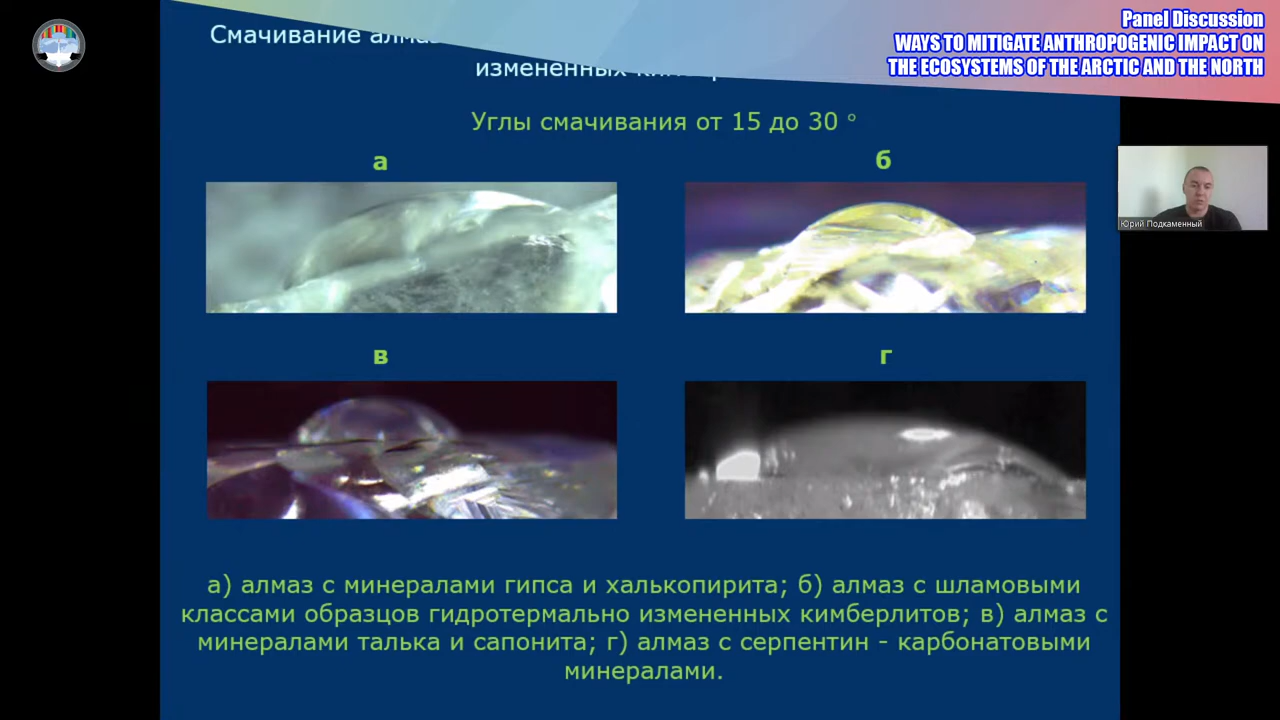 Panel Discussion
WAYS TO MITIGATE ANTHROPOGENIC IMPACT ON
THE ECOSYSTEMS OF THE ARCTIC AND THE NORTH
Смачивание
измененных
Углы смачивания от 15 до 30 °
а
б
Юрий Подкаменный
в
г
а) алмаз с минералами гипса и халькопирита; б) алмаз с шламовыми
классами образцов гидротермально измененных кимберлитов; в) алмаз с
минералами талька и сапонита; г) алмаз с серпентин - карбонатовыми
минералами.